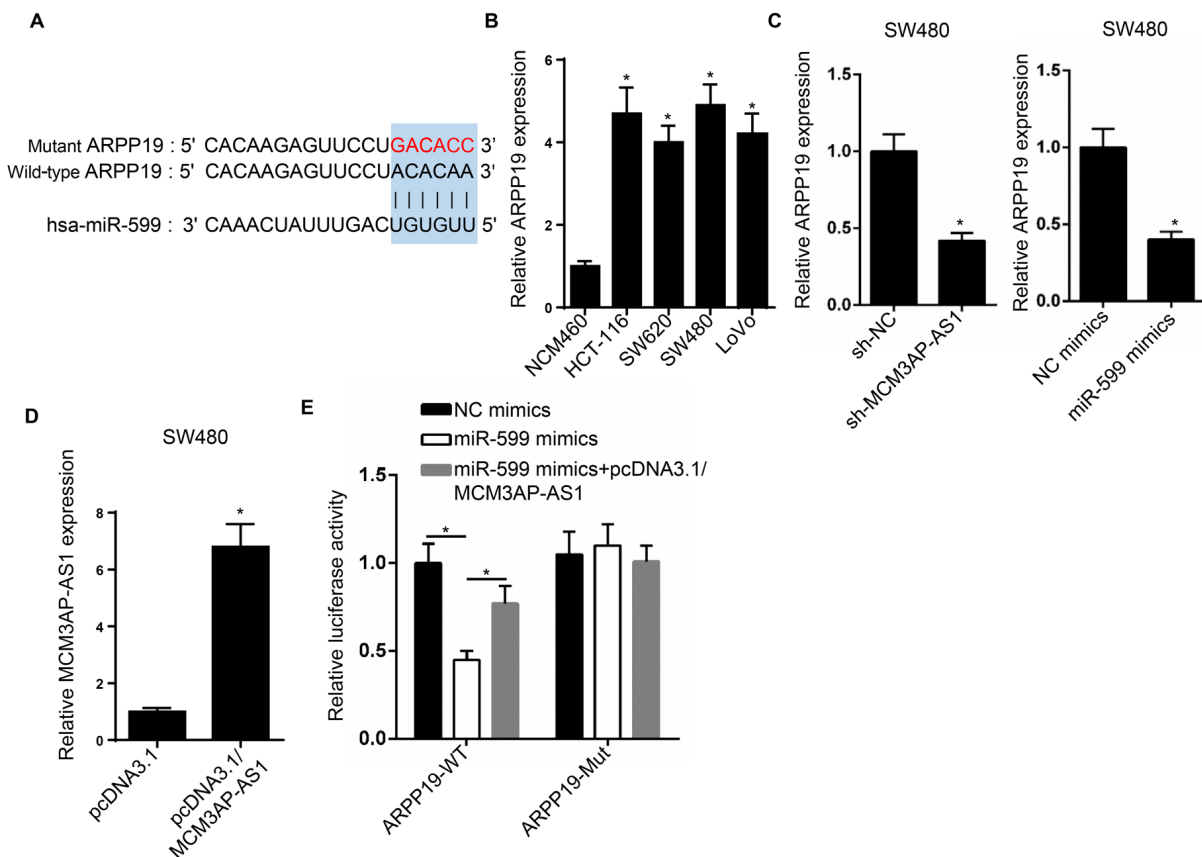 A
Mutant ARPP19 : 5' CACAAGAGUUCCUGACACC 3'
Wild-type ARPP19 : 5' CACAAGAGUUCCUACACAA 3'
hsa-miR-599 : 3' CAAACUAUUUGACUGUGUU 5'
B
Relative ARPP19 expression
6
4
2
0
*
*
*
*
NCM460
HCT-116
SW620
SW480
LoVo
C
SW480
Relative ARPP19 expression
1.5
1.0
0.5
0.0
*
sh-NC
sh-MCM3AP-AS1
SW480
Relative ARPP19 expression
1.5
1.0
0.5
0.0
*
NC mimics
miR-599 mimics
D
SW480
Relative MCM3AP-AS1 expression
8
6
4
2
0
*
pcDNA3.1
pcDNA3.1/
MCM3AP-AS1
E
NC mimics
miR-599 mimics
miR-599 mimics+pcDNA3.1/
MCM3AP-AS1
Relative luciferase activity
1.5
1.0
0.5
0.0
*
*
ARPP19-WT
ARPP19-Mut